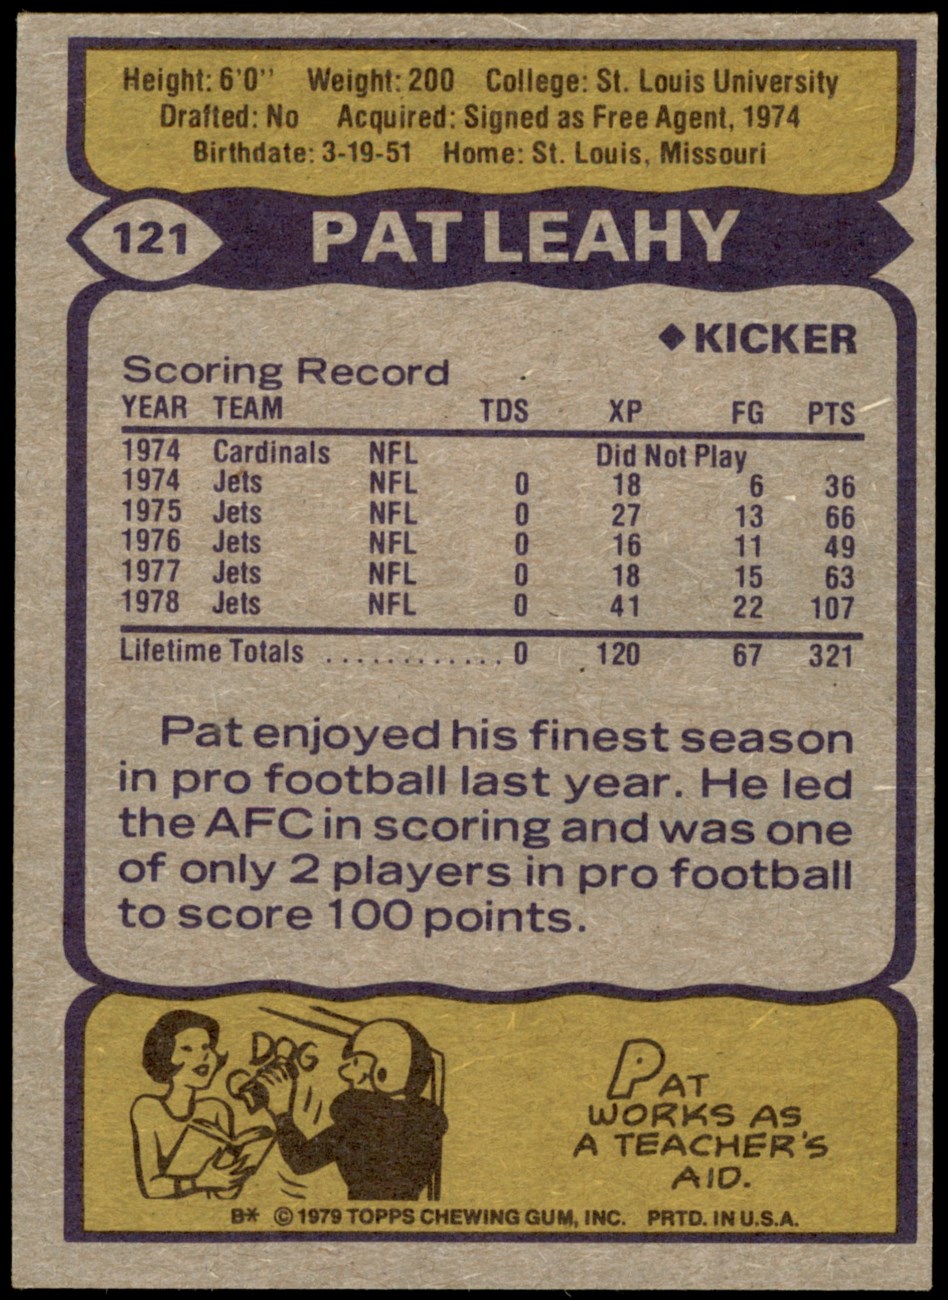 Height: 6'0" Weight: 200 College: St. Louis University
Drafted: No Acquired: Signed as Free Agent, 1974
Birthdate: 3-19-51 Home: St. Louis, Missouri
121 PAT LEAHY
◆KICKER
Scoring Record
YEAR TEAM TDS XP FG PTS
1974 Cardinals NFL Did Not Play
1974 Jets NFL 0 18 6 36
1975 Jets NFL 0 27 13 66
1976 Jets NFL 0 16 11 49
1977 Jets NFL 0 18 15 63
1978 Jets NFL 0 41 22 107
Lifetime Totals ............ 0 120 67 321
Pat enjoyed his finest season
in pro football last year. He led
the AFC in scoring and was one
of only 2 players in pro football
to score 100 points.
DOG
PAT
WORKS AS
A TEACHER'S
AID.
B* ©1979 TOPPS CHEWING GUM, INC. PRTD. IN U.S.A.